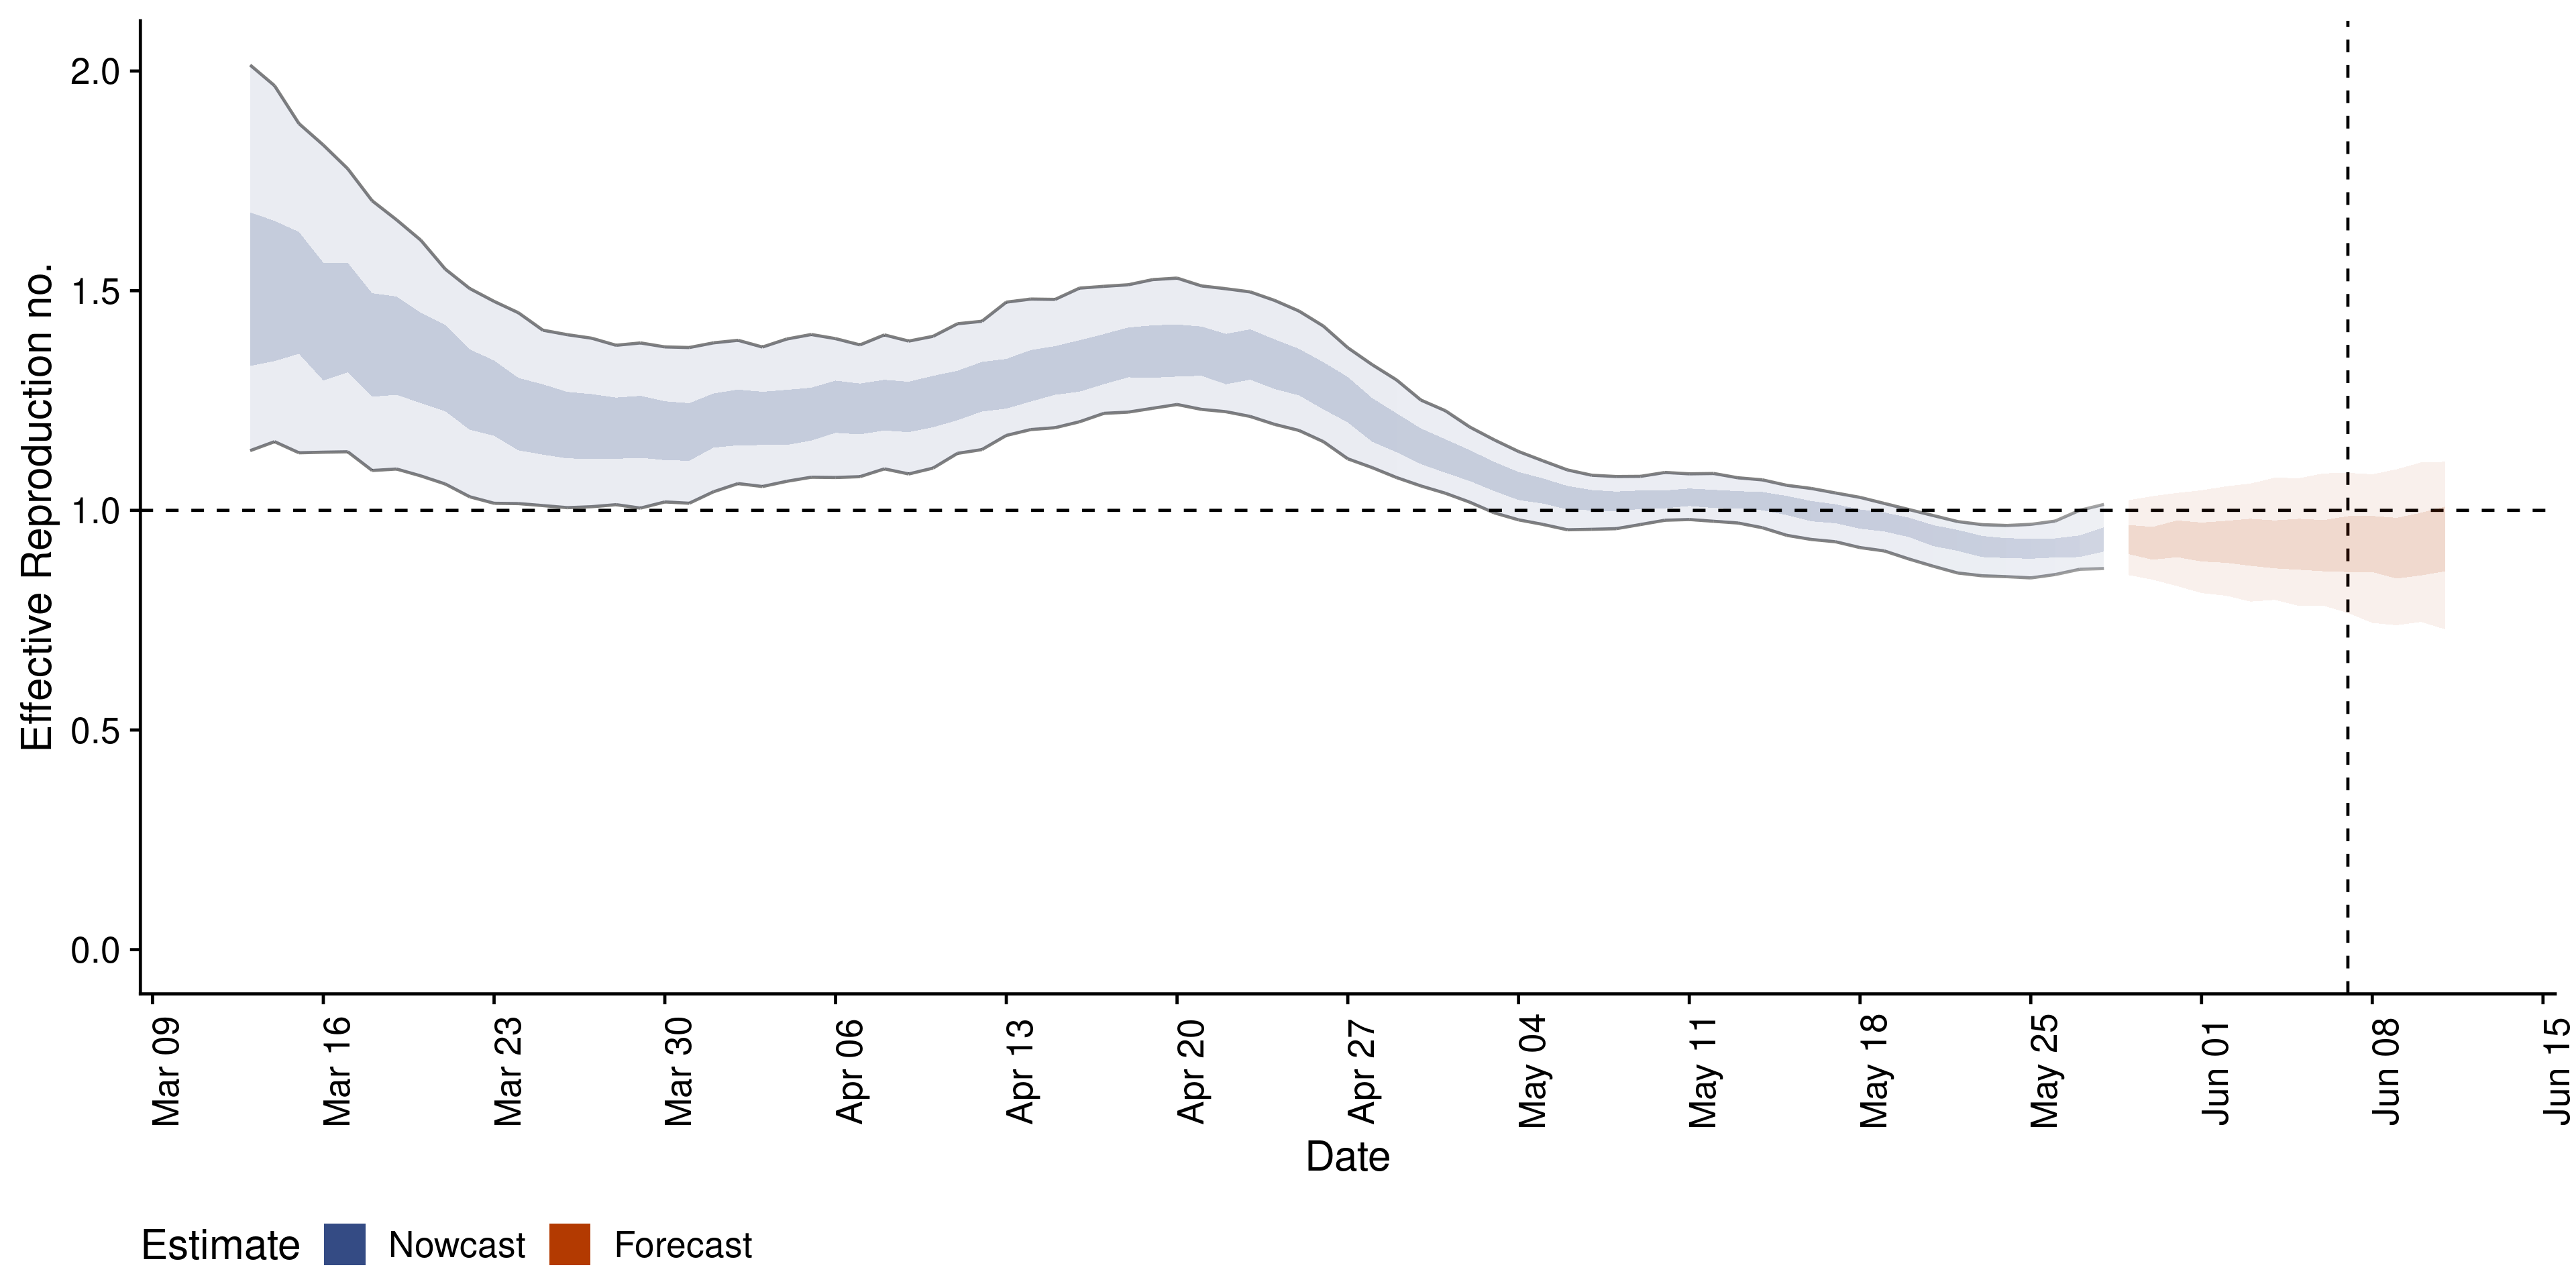 Effective Reproduction no.
2.0
1.5
1.0
0.5
0.0
Mar 09
Mar 16
Mar 23
Mar 30
Apr 06
Apr 13
Apr 20
Apr 27
May 04
May 11
May 18
May 25
Jun 01
Jun 08
Jun 15
Date
Estimate Nowcast Forecast